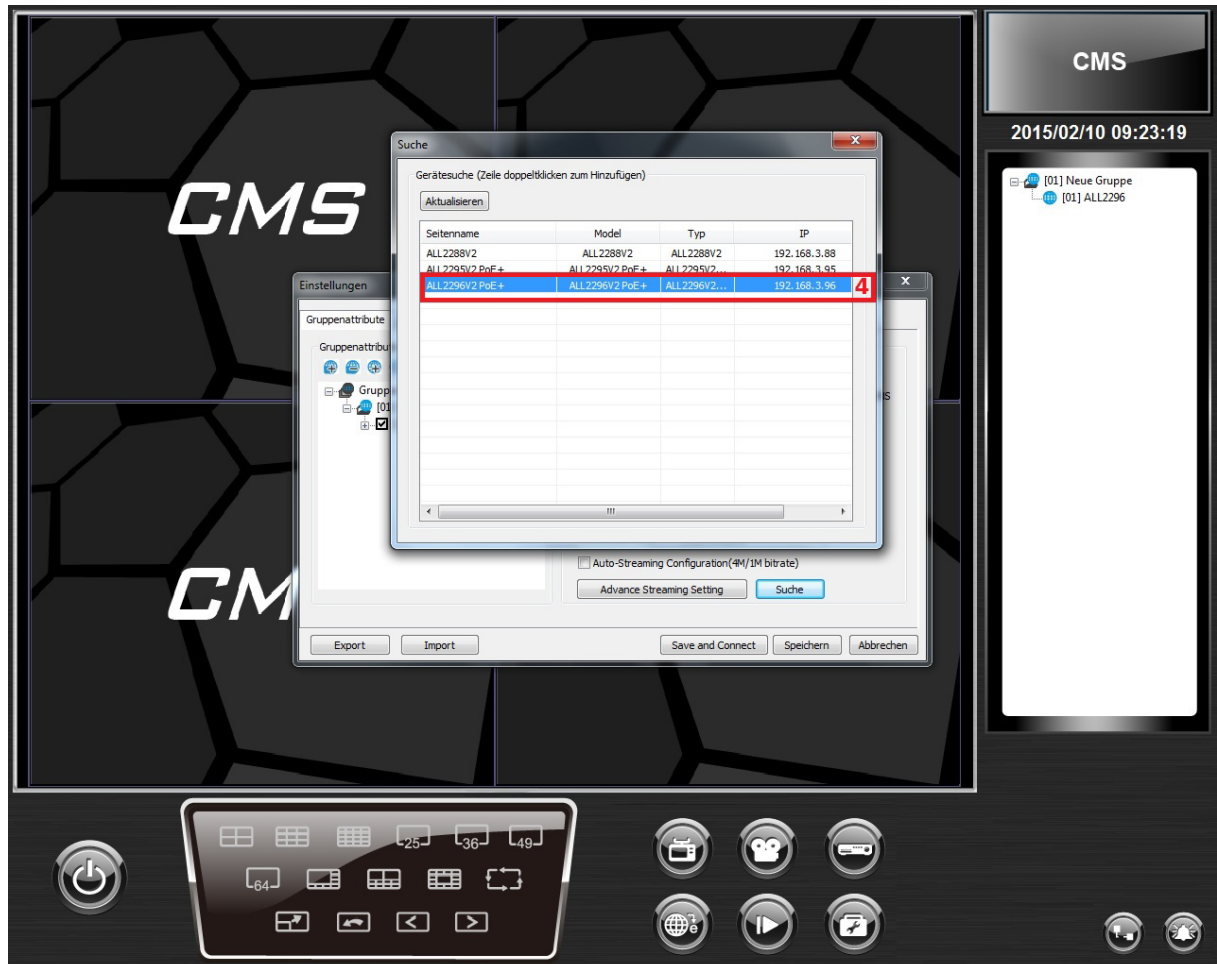 CMS
2015/02/10 09:23:19
[01] Neue Gruppe
[01] ALL2296
CMS
Suche
Gerätesuche (Zeile doppeltklicken zum Hinzufügen)
Aktualisieren
Seitenname Model Typ IP
ALL2288V2 ALL2288V2 ALL2288V2 192.168.3.88
ALL2295V2 PoE+ ALL2295V2 PoE+ ALL2295V2... 192.168.3.95
ALL2296V2 PoE+ ALL2296V2 PoE+ ALL2296V2... 192.168.3.96 4
Einstellungen
Gruppenattribute
Gruppenattribu
Grupp
[01
s
Auto-Streaming Configuration(4M/1M bitrate)
Advance Streaming Setting Suche
Export Import Save and Connect Speichern Abbrechen
CM
25 36 49
64